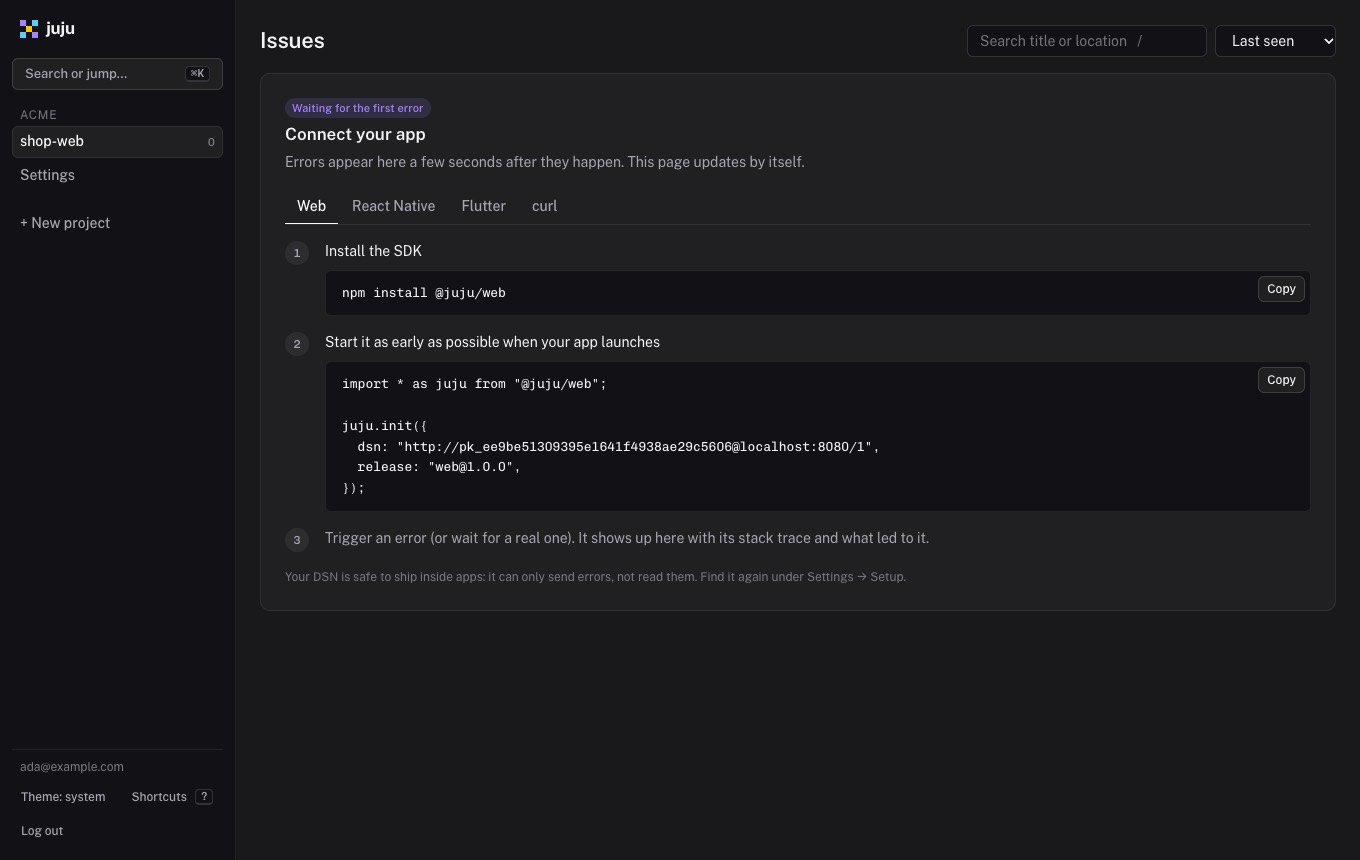 juju
Search or jump... ⌘K
ACME
shop-web 0
Settings
+ New project
ada@example.com
Theme: system Shortcuts ?
Log out
Issues
Search title or location /
Last seen
Waiting for the first error
Connect your app
Errors appear here a few seconds after they happen. This page updates by itself.
Web React Native Flutter curl
1 Install the SDK
npm install @juju/web
Copy
2 Start it as early as possible when your app launches
import * as juju from "@juju/web";
Copy
juju.init({
dsn: "http://pk_ee9be51309395e1641f4938ae29c5606@localhost:8080/1",
release: "web@1.0.0",
});
3 Trigger an error (or wait for a real one). It shows up here with its stack trace and what led to it.
Your DSN is safe to ship inside apps: it can only send errors, not read them. Find it again under Settings → Setup.